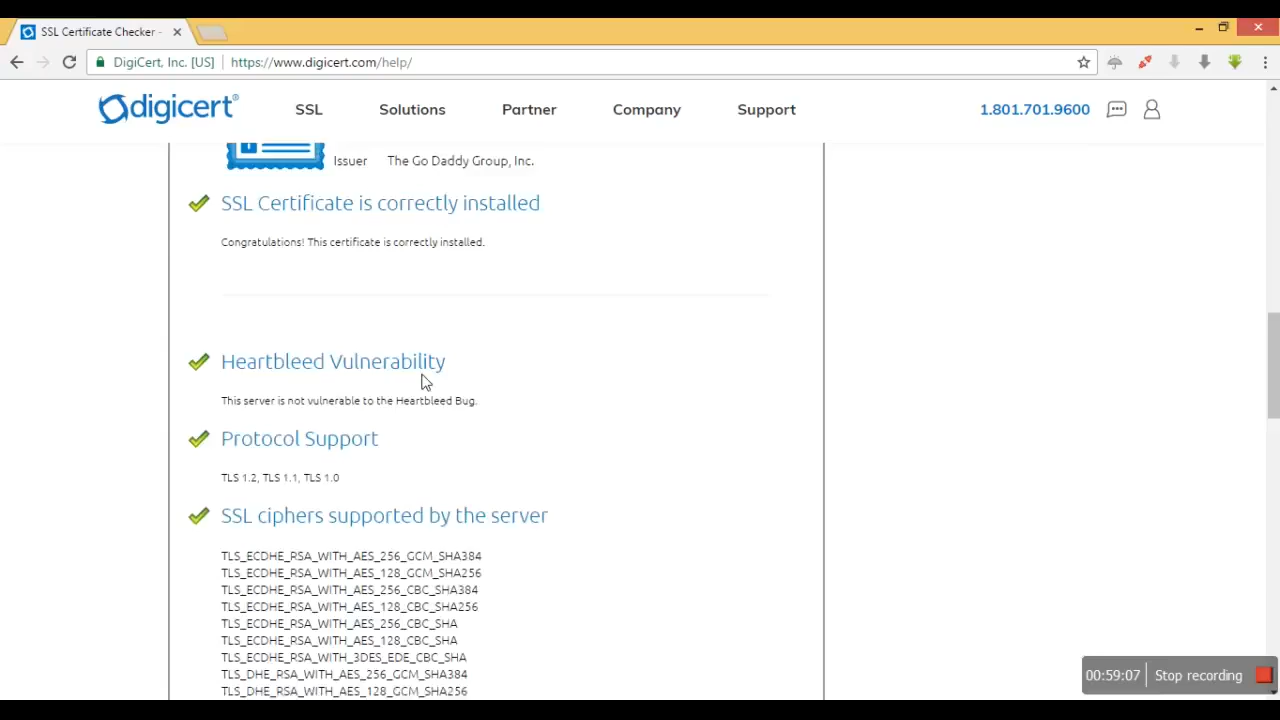 SSL Certificate Checker -
DigiCert, Inc. [US] https://www.digicert.com/help/
digicert® SSL Solutions Partner Company Support 1.801.701.9600
Issuer The Go Daddy Group, Inc.
SSL Certificate is correctly installed
Congratulations! This certificate is correctly installed.
Heartbleed Vulnerability
This server is not vulnerable to the Heartbleed Bug.
Protocol Support
TLS 1.2, TLS 1.1, TLS 1.0
SSL ciphers supported by the server
TLS_ECDHE_RSA_WITH_AES_256_GCM_SHA384
TLS_ECDHE_RSA_WITH_AES_128_GCM_SHA256
TLS_ECDHE_RSA_WITH_AES_256_CBC_SHA384
TLS_ECDHE_RSA_WITH_AES_128_CBC_SHA256
TLS_ECDHE_RSA_WITH_AES_256_CBC_SHA
TLS_ECDHE_RSA_WITH_AES_128_CBC_SHA
TLS_ECDHE_RSA_WITH_3DES_EDE_CBC_SHA
TLS_DHE_RSA_WITH_AES_256_GCM_SHA384
TLS_DHE_RSA_WITH_AES_128_GCM_SHA256
00:59:07 Stop recording